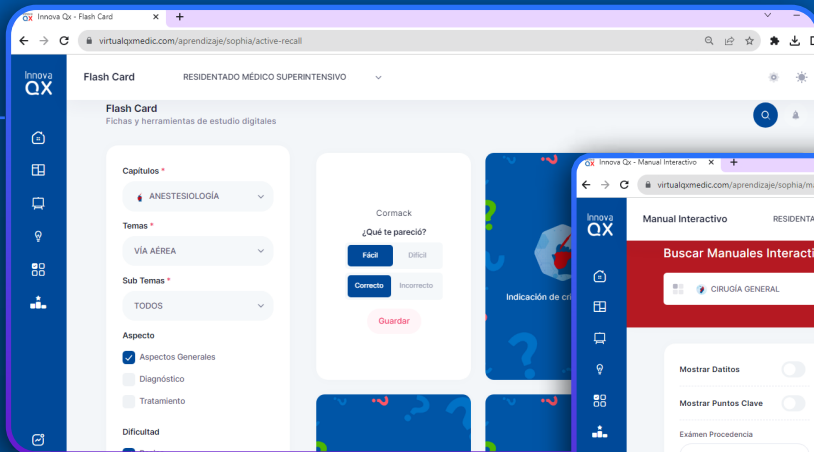 Innova Qx - Flash Card
virtualqxmedic.com/aprendizaje/sophia/active-recall
Innova
QX
Flash Card
RESIDENTADO MÉDICO SUPERINTENSIVO
Flash Card
Fichas y herramientas de estudio digitales
Capítulos *
ANESTESIOLOGÍA
Temas *
VÍA AÉREA
Sub Temas *
TODOS
Aspecto
Aspectos Generales
Diagnóstico
Tratamiento
Dificultad
Cormack
¿Qué te pareció?
Fácil
Difícil
Correcto
Incorrecto
Guardar
Indicación de
Innova Qx - Manual Interactivo
virtualqxmedic.com/aprendizaje/sophia/
Innova
QX
Manual Interactivo
RESIDENTA
Buscar Manuales Interacti
CIRUGÍA GENERAL
Mostrar Datitos
Mostrar Puntos Clave
Exámen Procedencia